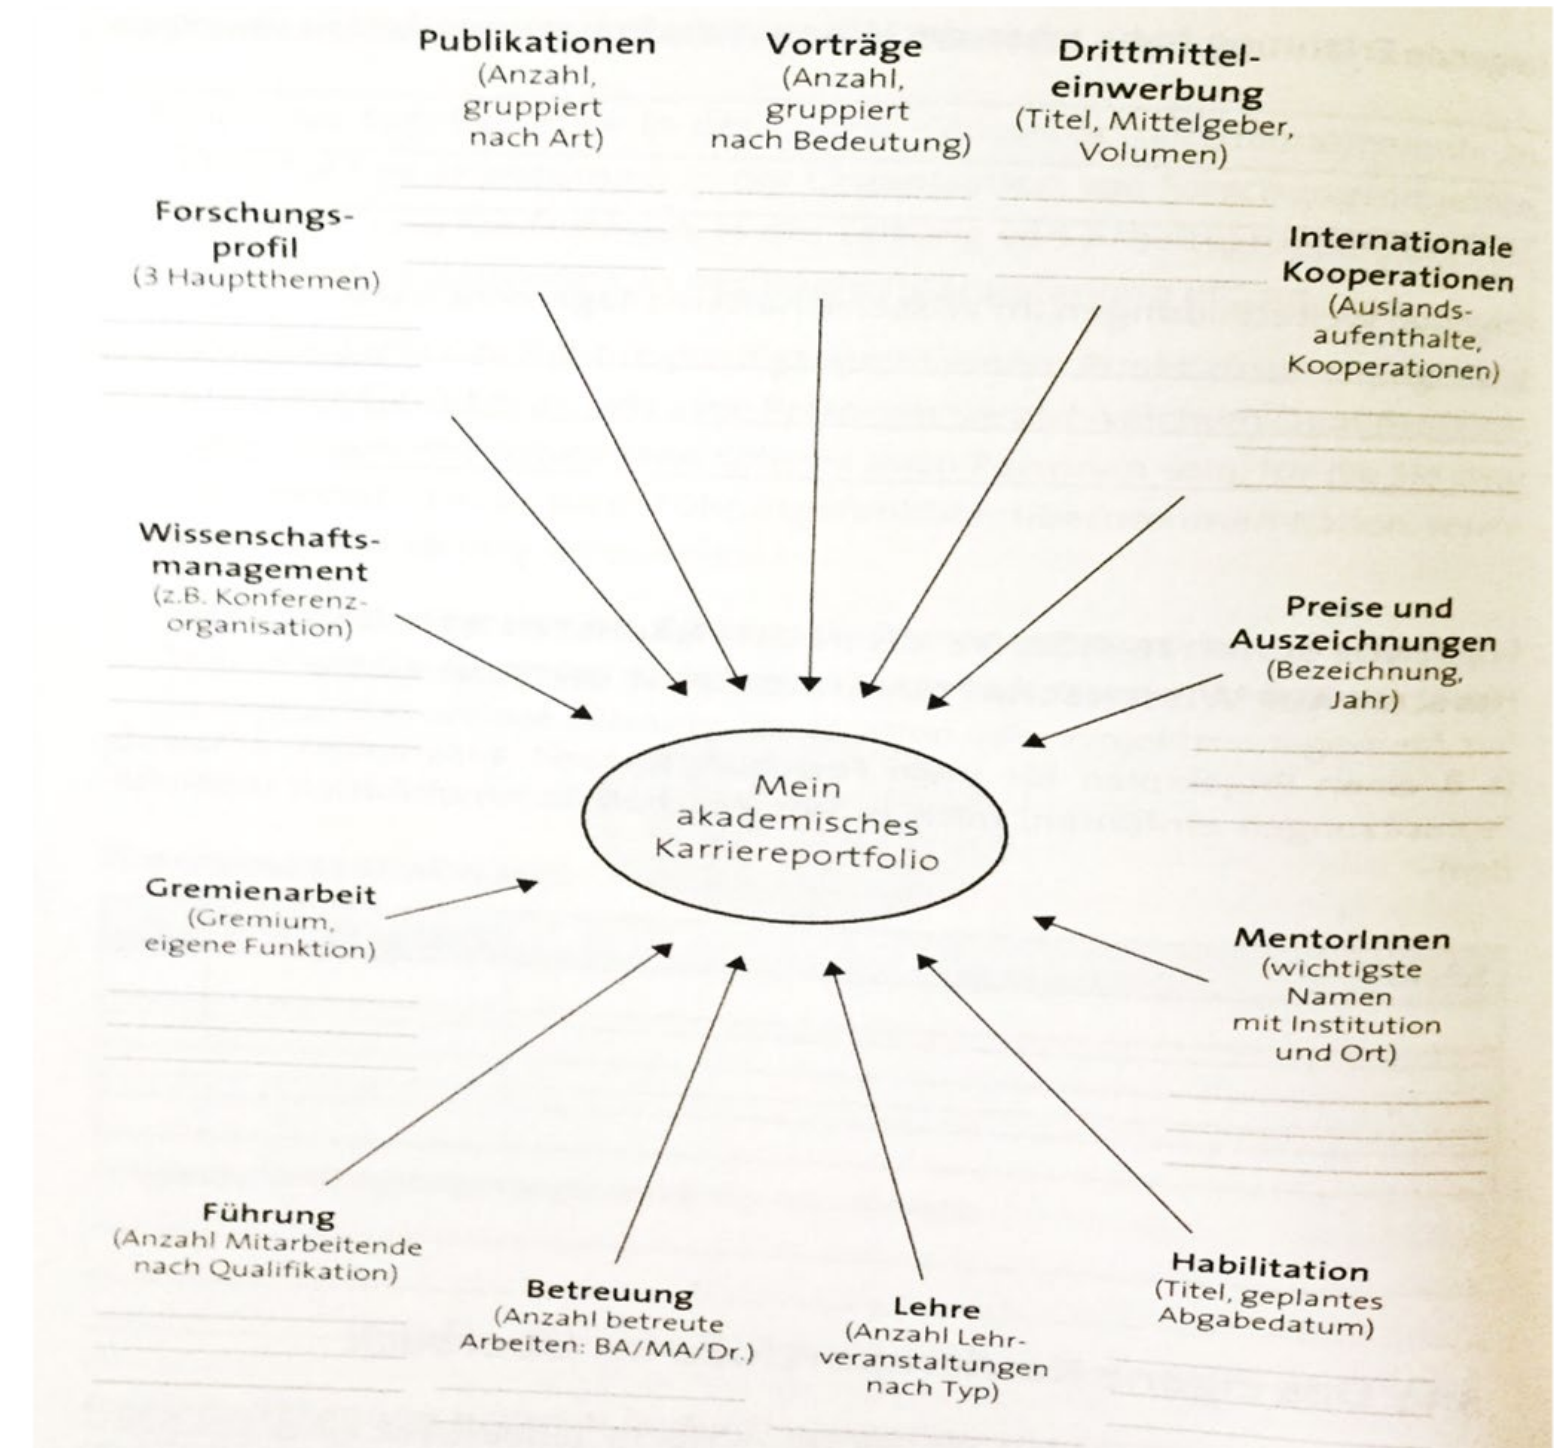 Publikationen
(Anzahl,
gruppiert
nach Art)
Vorträge
(Anzahl,
gruppiert
nach Bedeutung)
Drittmittel-
einwerbung
(Titel, Mittelgeber,
Volumen)
Forschungs-
profil
(3 Hauptthemen)
Internationale
Kooperationen
(Auslands-
aufenthalte,
Kooperationen)
Wissenschafts-
management
(z.B. Konferenz-
organisation)
Preise und
Auszeichnungen
(Bezeichnung,
Jahr)
Mein
akademisches
Karriereportfolio
Gremienarbeit
(Gremium,
eigene Funktion)
MentorInnen
(wichtigste
Namen
mit Institution
und Ort)
Führung
(Anzahl Mitarbeitende
nach Qualifikation)
Betreuung
(Anzahl betreute
Arbeiten: BA/MA/Dr.)
Lehre
(Anzahl Lehr-
veranstaltungen
nach Typ)
Habilitation
(Titel, geplantes
Abgabedatum)